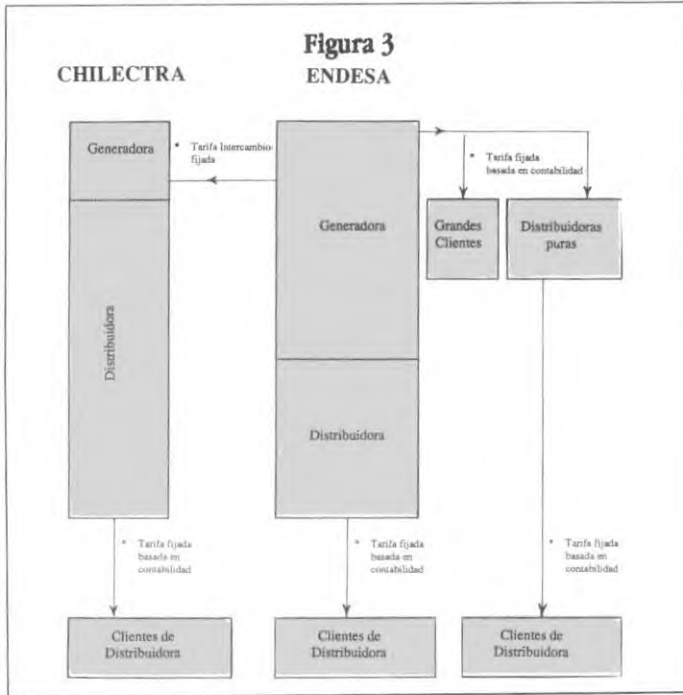 Figura 3
CHILECTRA
ENDESA
Generadora
* Tarifa Intercambio
fijada
Generadora
* Tarifa fijada
basada en contabilidad
Grandes
Clientes
Distribuidoras
puras
Distribuidora
Distribuidora
* Tarifa fijada
basada en
contabilidad
* Tarifa fijada
basada en
contabilidad
* Tarifa fijada
basada en
contabilidad
Clientes de
Distribuidora
Clientes de
Distribuidora
Clientes de
Distribuidora